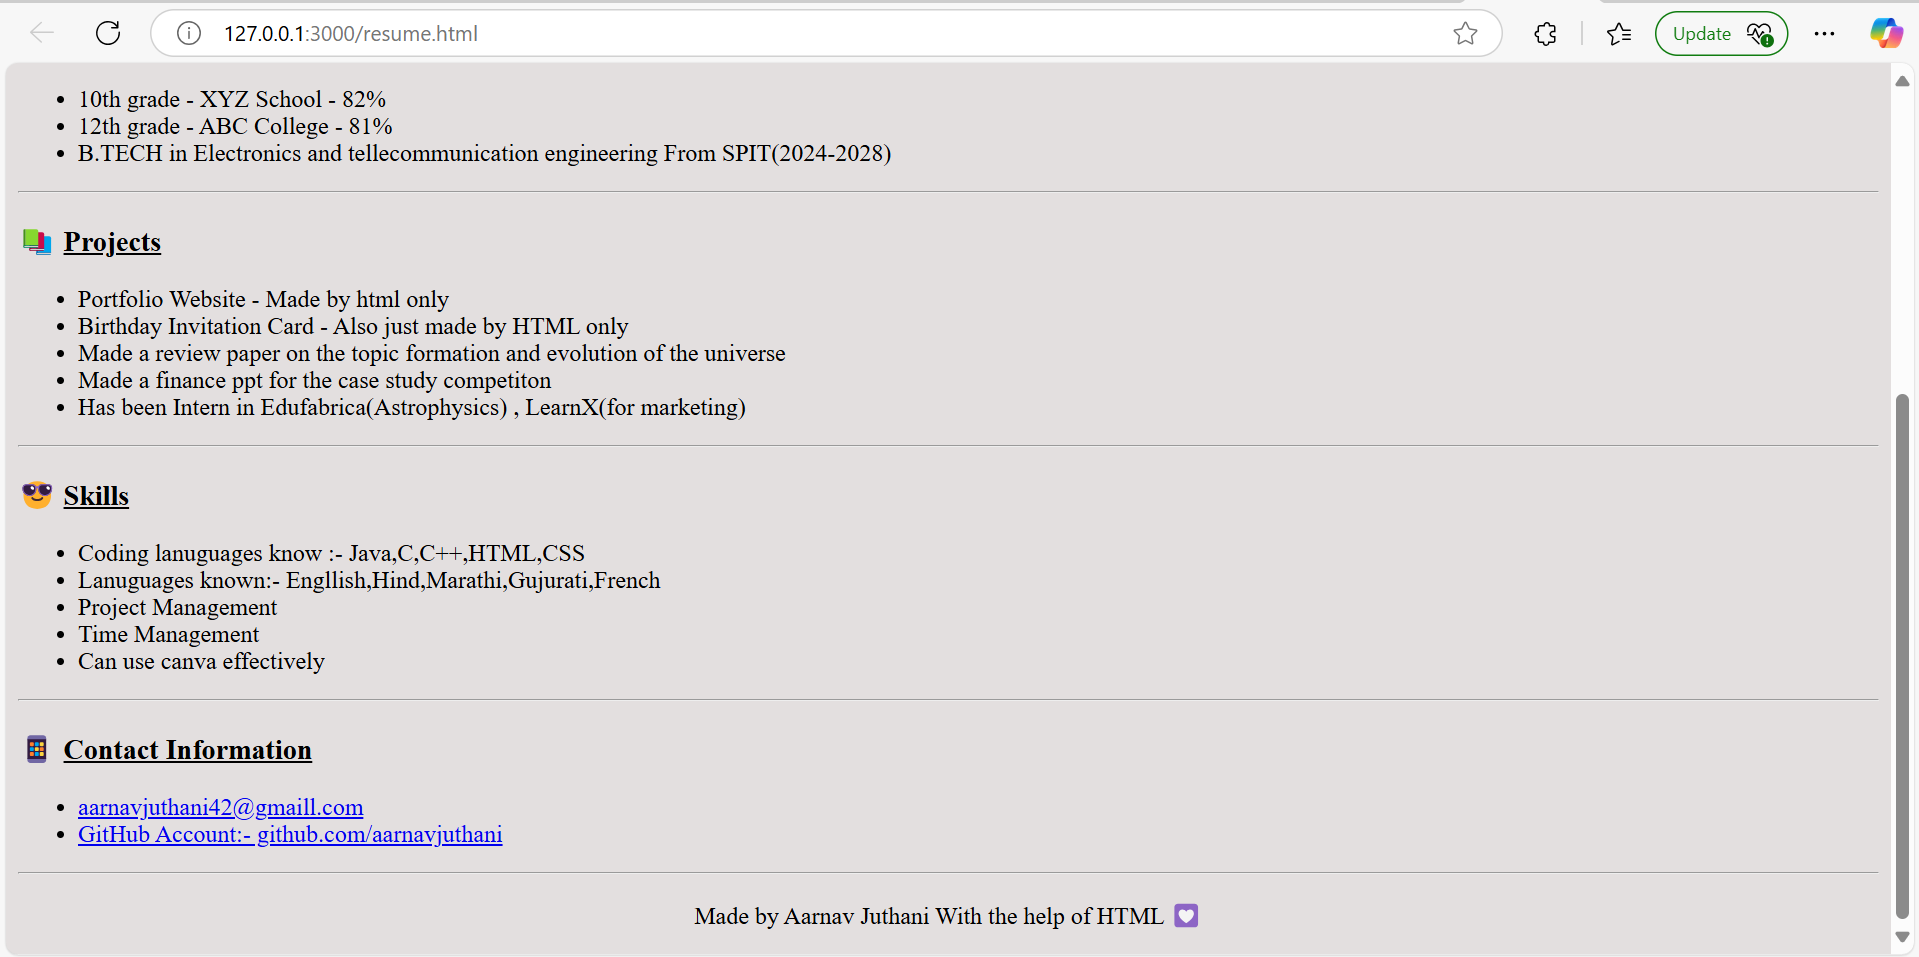 127.0.0.1:3000/resume.html
Update
10th grade - XYZ School - 82%
12th grade - ABC College - 81%
B.TECH in Electronics and tellecommunication engineering From SPIT(2024-2028)
Projects
Portfolio Website - Made by html only
Birthday Invitation Card - Also just made by HTML only
Made a review paper on the topic formation and evolution of the universe
Made a finance ppt for the case study competiton
Has been Intern in Edufabrica(Astrophysics) , LearnX(for marketing)
Skills
Coding lanuguages know :- Java,C,C++,HTML,CSS
Lanuguages known:- Engllish,Hind,Marathi,Gujurati,French
Project Management
Time Management
Can use canva effectively
Contact Information
aarnavjuthani42@gmaill.com
GitHub Account:- github.com/aarnavjuthani
Made by Aarnav Juthani With the help of HTML